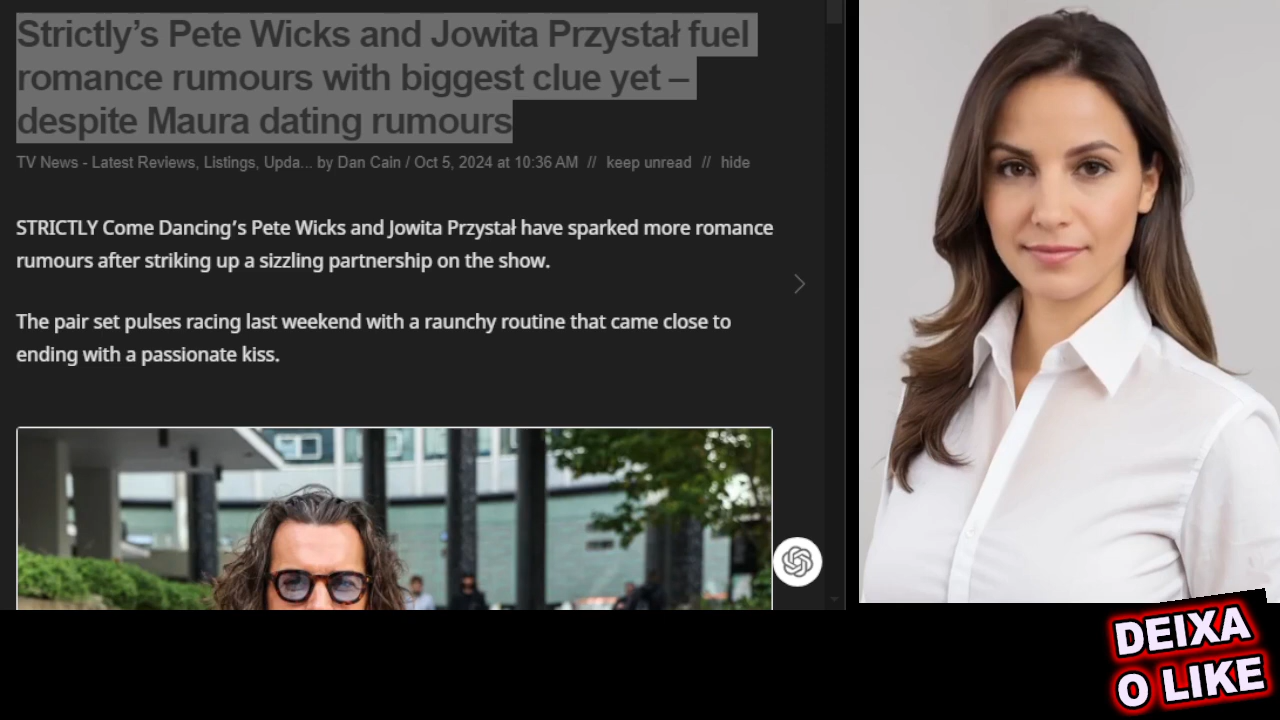 Strictly’s Pete Wicks and Jowita Przystał fuel
romance rumours with biggest clue yet –
despite Maura dating rumours
TV News - Latest Reviews, Listings, Upda... by Dan Cain / Oct 5, 2024 at 10:36 AM // keep unread // hide
STRICTLY Come Dancing’s Pete Wicks and Jowita Przystał have sparked more romance
rumours after striking up a sizzling partnership on the show.
The pair set pulses racing last weekend with a raunchy routine that came close to
ending with a passionate kiss.
DEIXA
O LIKE